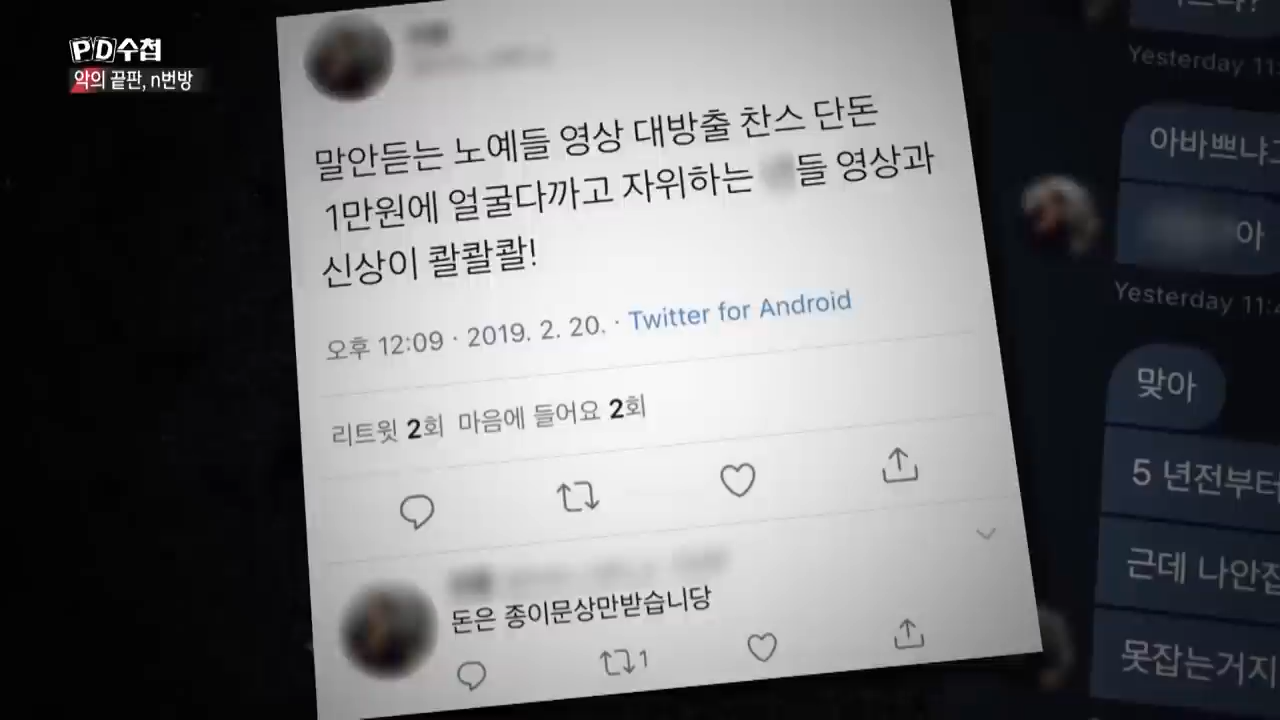 PD수첩
악의 끝판, n번방
말안듣는 노예들 영상 대방출 찬스 단돈
1만원에 얼굴다까고 자위하는 들 영상과
신상이 콸콸콸!
오후 12:09 · 2019. 2. 20. · Twitter for Android
리트윗 2회 마음에 들어요 2회
돈은 종이문상만받습니당
1
Yesterday 11:
아바쁘냐
아
Yesterday 11:
맞아
5 년전부터
근데 나안잡
못잡는거지